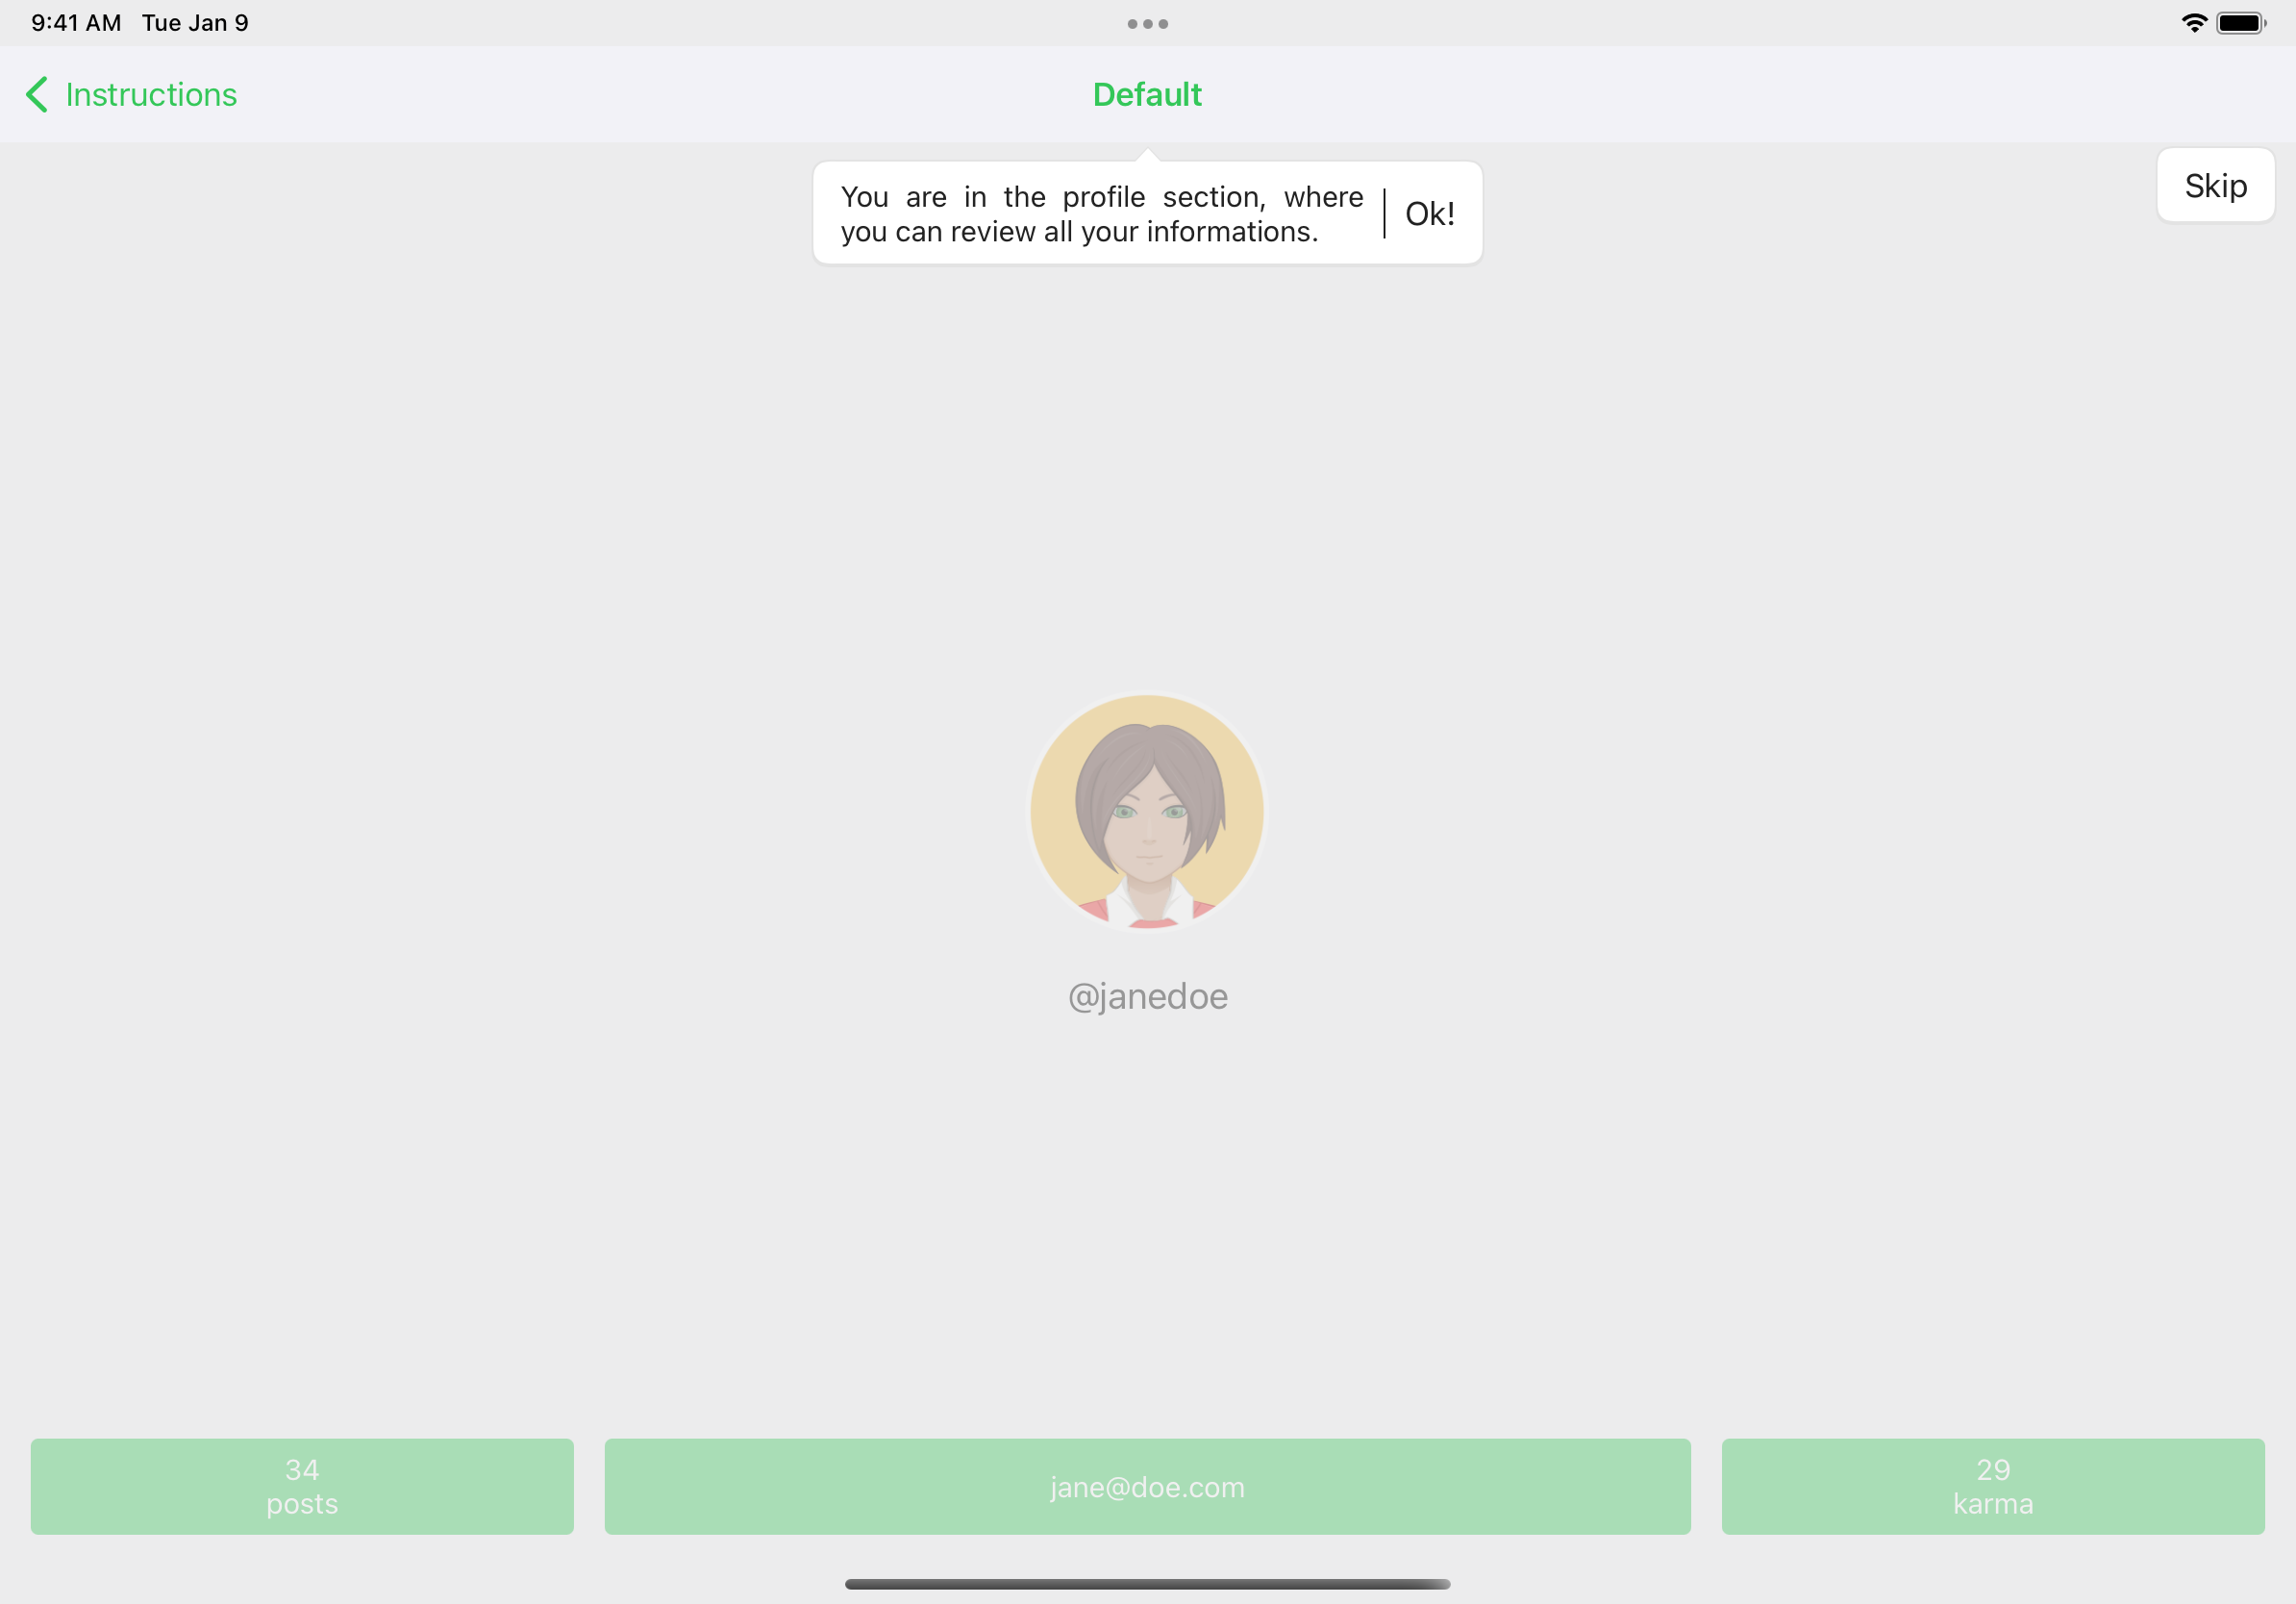 9:41 AM Tue Jan 9
Instructions
Default
Skip
You are in the profile section, where
you can review all your informations.
Ok!
@janedoe
34
posts
jane@doe.com
29
karma